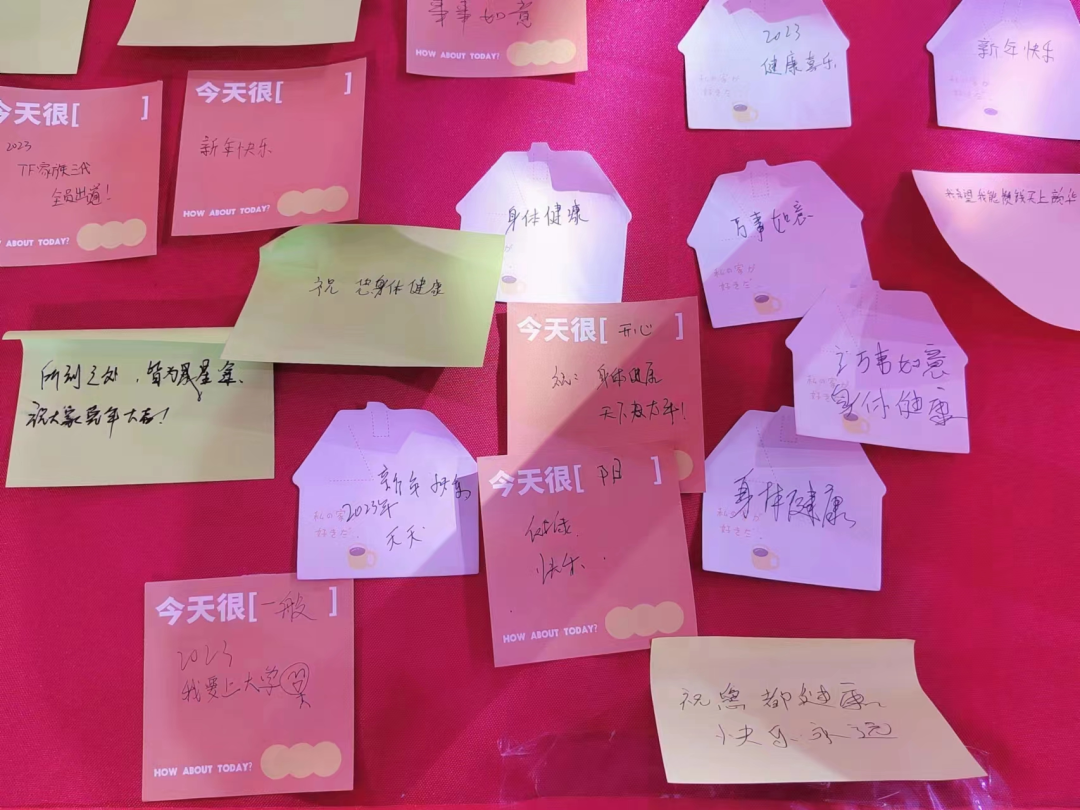 事事如意
HOW ABOUT TODAY?
2023
健康喜乐
新年快乐
今天很[ ]
2023
TF家族三代
全员出道!
ABOUT TODAY?
今天很[ ]
新年快乐
HOW ABOUT TODAY?
身体健康
万事如意
祝 您身体健康
所到之处,皆为
祝大家兔年大吉!
今天很[ 开心 ]
祝: 身体健康
天下太平!
万事如意
身体健康
新年快乐
2023年
天天
今天很[ 阳 ]
健康
快乐
HOW ABOUT TODAY?
身体健康
今天很[ 一般 ]
2023
我要上大学
HOW ABOUT TODAY?
祝您都健康
快乐永远